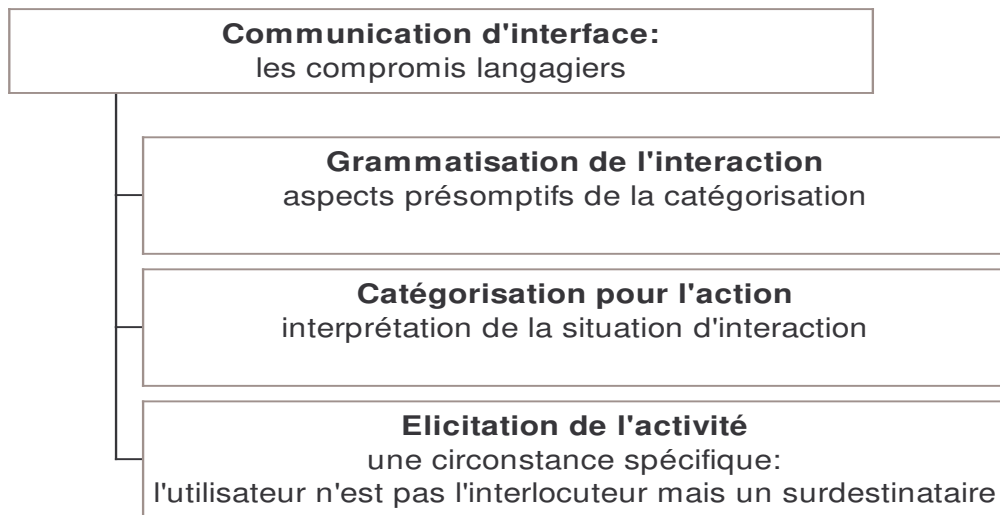 Communication d'interface:
les compromis langagiers
Grammatisation de l'interaction
aspects présomptifs de la catégorisation
Catégorisation pour l'action
interprétation de la situation d'interaction
Elicitation de l'activité
une circonstance spécifique:
l'utilisateur n'est pas l'interlocuteur mais un surdestinataire